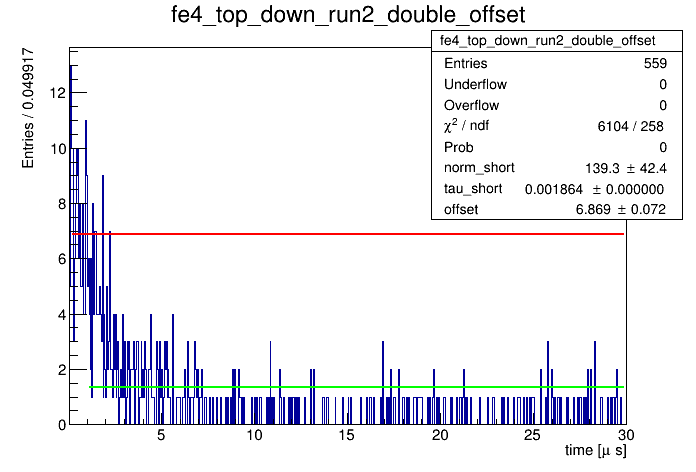 fe4_top_down_run2_double_offset
fe4_top_down_run2_double_offset
Entries 559
Underflow 0
Overflow 0
χ² / ndf 6104 / 258
Prob 0
norm_short 139.3 ± 42.4
tau_short 0.001864 ± 0.000000
offset 6.869 ± 0.072
Entries / 0.049917
12
10
8
6
4
2
0
5 10 15 20 25 30
time [μ s]